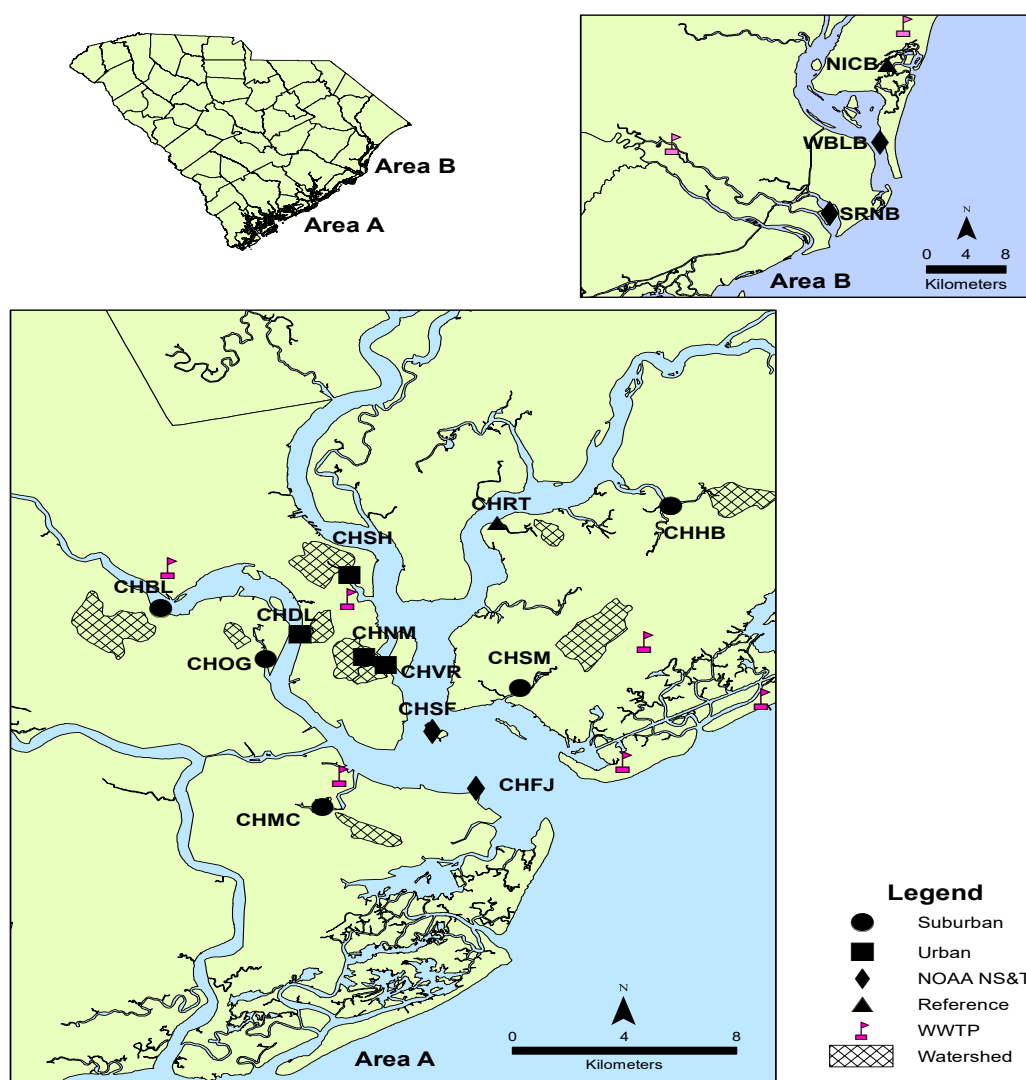 Area B
Area A
NICB
WBLB
SRNB
N
0 4 8
Kilometers
Area B
CHRT
CHHB
CHSH
CHBL
CHDL
CHNM
CHOG
CHVR
CHSM
CHSF
CHFJ
CHMC
N
0 4 8
Kilometers
Area A
Legend
Suburban
Urban
NOAA NS&T
Reference
WWTP
Watershed